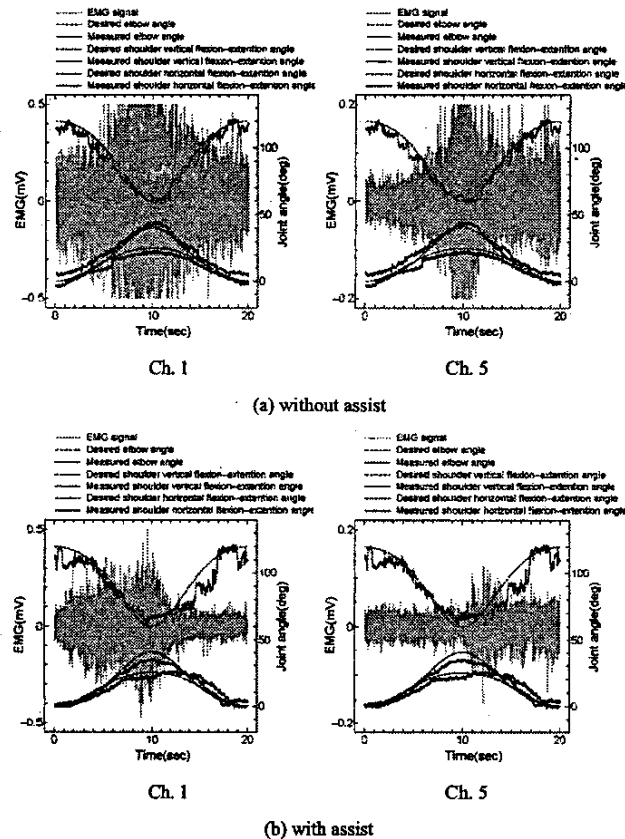 EMG signal
Desired elbow angle
Measured elbow angle
Desired shoulder vertical flexion-extention angle
Measured shoulder vertical flexion-extention angle
Desired shoulder horizontal flexion-extention angle
Measured shoulder horizontal flexion-extention angle
0.5
0
-0.5
EMG(mV)
100
50
0
Joint angle(deg)
0 10 20
Time(sec)
Ch. 1
EMG signal
Desired elbow angle
Measured elbow angle
Desired shoulder vertical flexion-extention angle
Measured shoulder vertical flexion-extention angle
Desired shoulder horizontal flexion-extention angle
Measured shoulder horizontal flexion-extention angle
0.2
0
-0.2
EMG(mV)
100
50
0
Joint angle(deg)
0 10 20
Time(sec)
Ch. 5
(a) without assist
EMG signal
Desired elbow angle
Measured elbow angle
Desired shoulder vertical flexion-extention angle
Measured shoulder vertical flexion-extention angle
Desired shoulder horizontal flexion-extention angle
Measured shoulder horizontal flexion-extention angle
0.5
0
-0.5
EMG(mV)
100
50
0
Joint angle(deg)
0 10 20
Time(sec)
Ch. 1
EMG signal
Desired elbow angle
Measured elbow angle
Desired shoulder vertical flexion-extention angle
Measured shoulder vertical flexion-extention angle
Desired shoulder horizontal flexion-extention angle
Measured shoulder horizontal flexion-extention angle
0.2
0
-0.2
EMG(mV)
100
50
0
Joint angle(deg)
0 10 20
Time(sec)
Ch. 5
(b) with assist